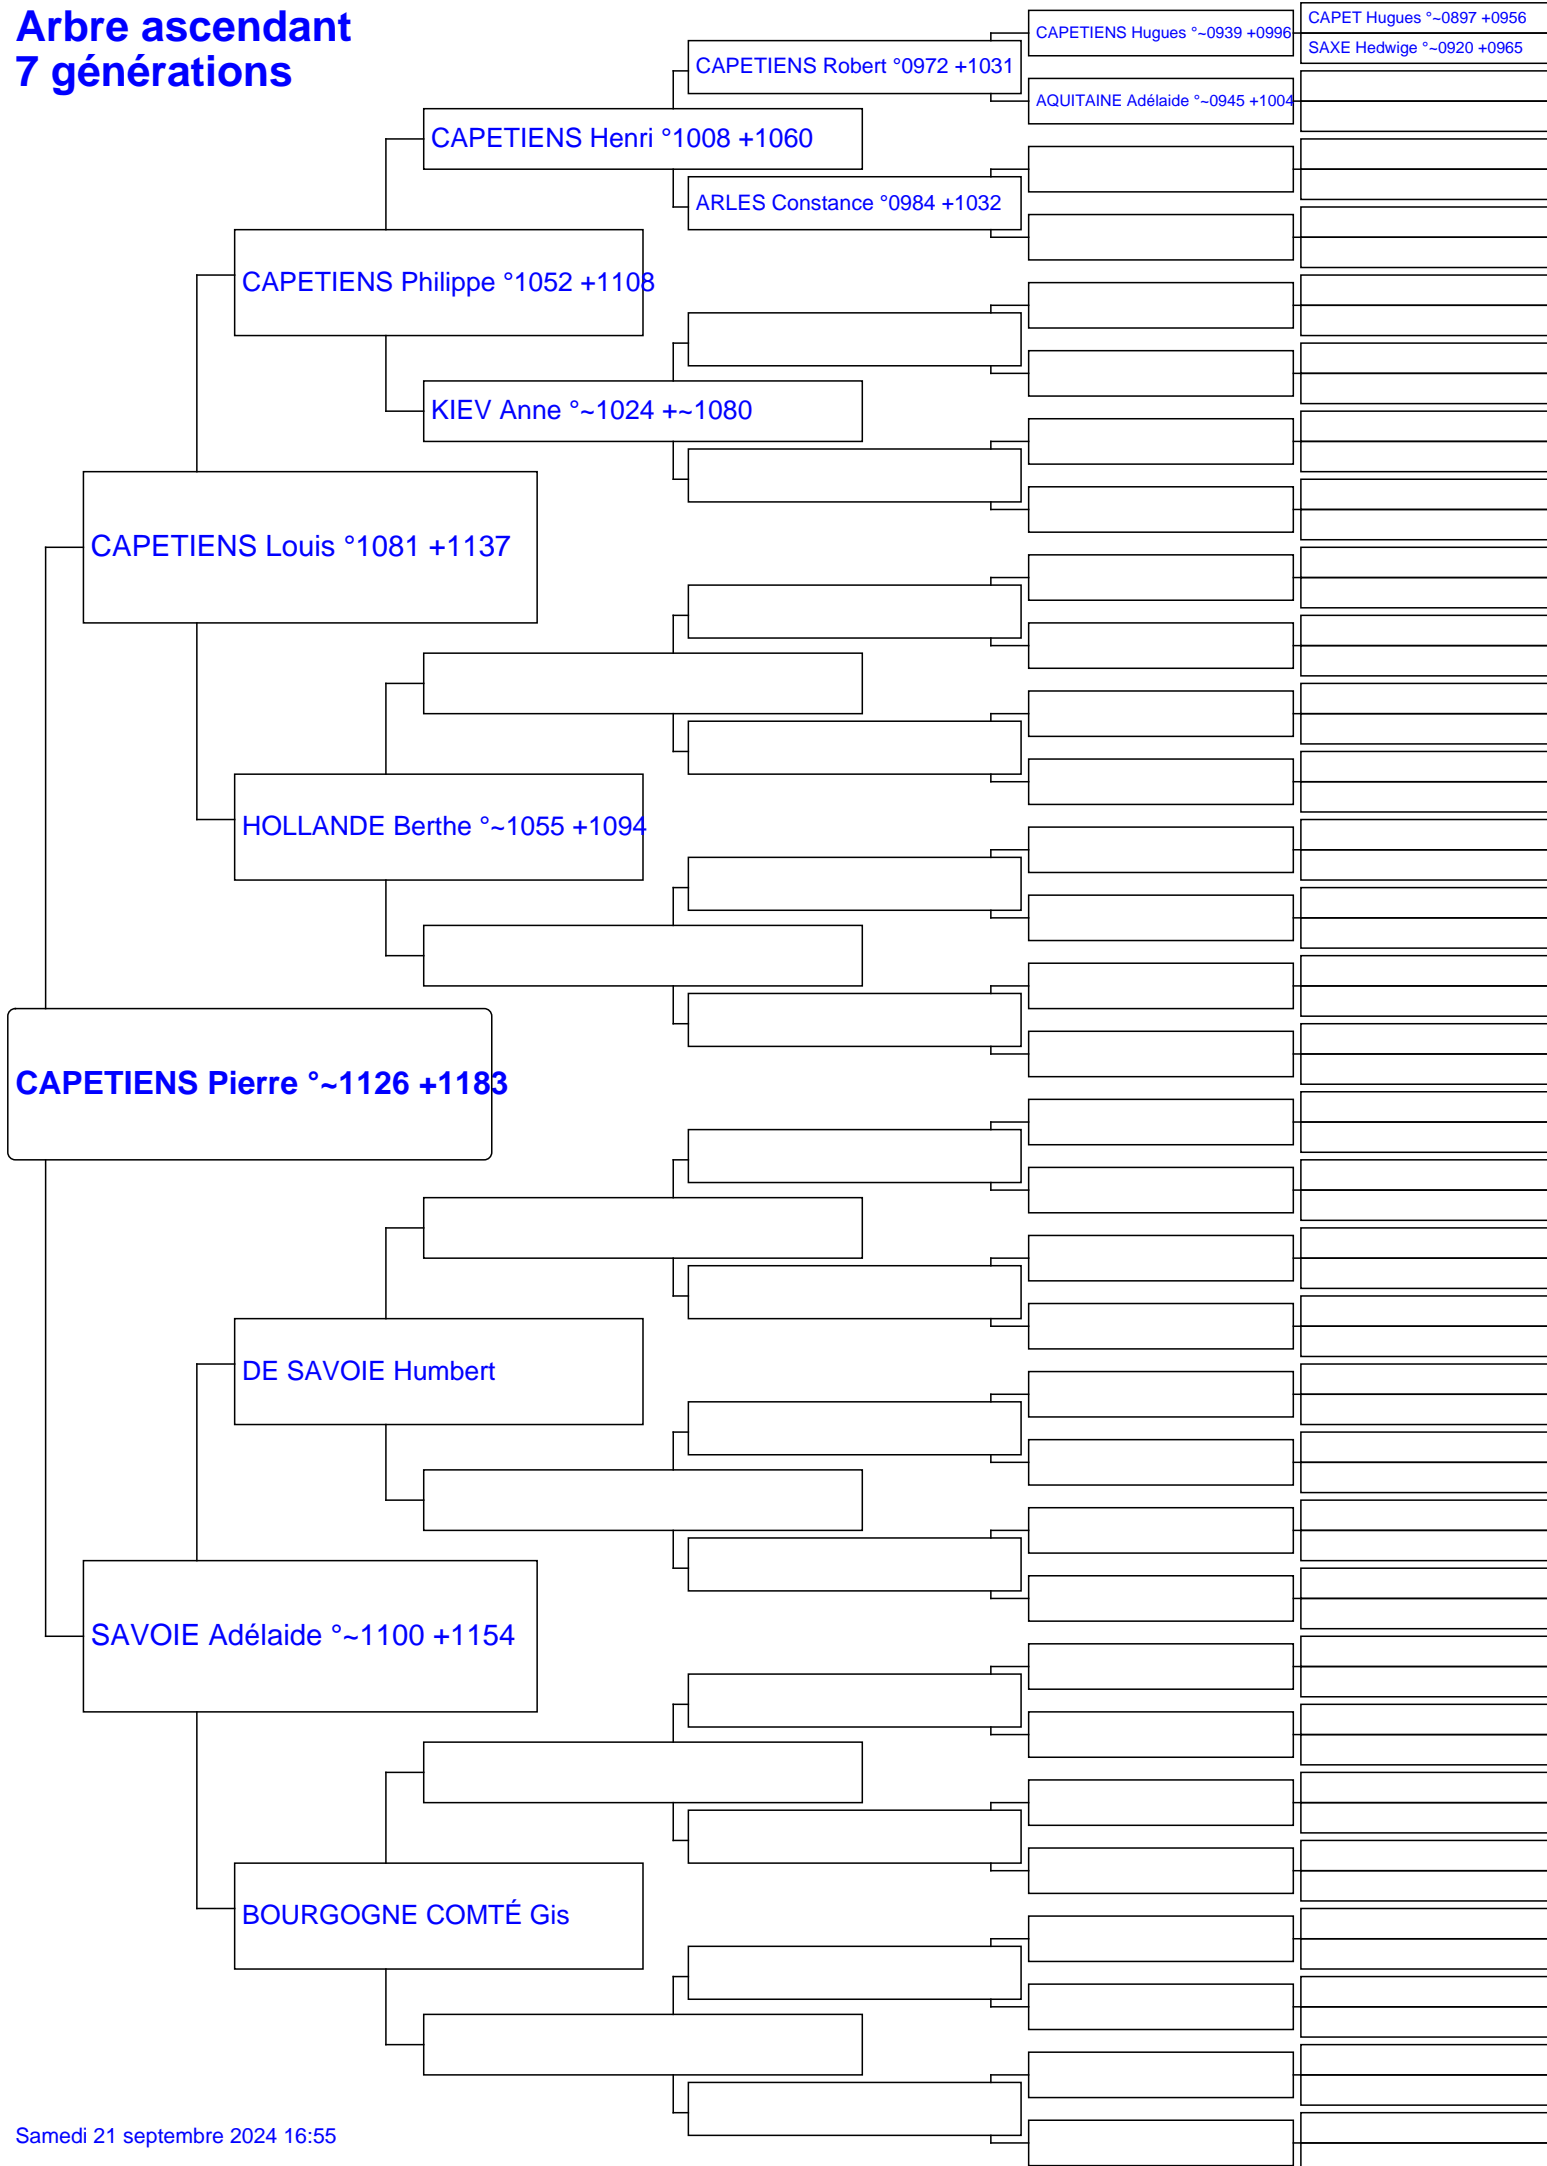 Arbre ascendant
7 générations
CAPETIENS Hugues °~0939 +0996
CAPET Hugues °~0897 +0956
SAXE Hedwige °~0920 +0965
CAPETIENS Robert °0972 +1031
AQUITAINE Adélaide °~0945 +1004
CAPETIENS Henri °1008 +1060
ARLES Constance °0984 +1032
CAPETIENS Philippe °1052 +1108
KIEV Anne °~1024 +~1080
CAPETIENS Louis °1081 +1137
HOLLANDE Berthe °~1055 +1094
CAPETIENS Pierre °~1126 +1183
DE SAVOIE Humbert
SAVOIE Adélaide °~1100 +1154
BOURGOGNE COMTÉ Gis
Samedi 21 septembre 2024 16:55